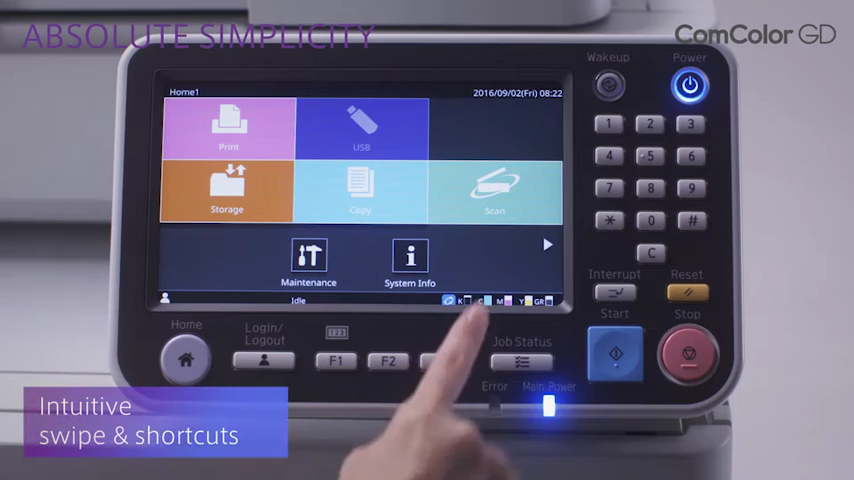 ABSOLUTE SIMPLICITY
ComColor GD
Wakeup
Power
Home1
2016/09/02(Fri) 08:22
Print
USB
1 2 3
4 5 6
Storage
Copy
Scan
7 8 9
* 0 #
C
Maintenance
System Info
Interrupt
Reset
Idle
K C M Y GR
Start
Stop
Home
Login/
Logout
123
Job Status
F1
F2
Error
Main Power
Intuitive
swipe & shortcuts